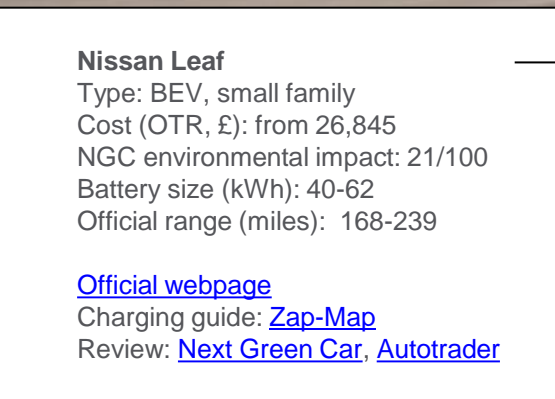 Nissan Leaf
Type: BEV, small family
Cost (OTR, £): from 26,845
NGC environmental impact: 21/100
Battery size (kWh): 40-62
Official range (miles):  168-239
Official webpage
Charging guide: Zap-Map
Review: Next Green Car, Autotrader